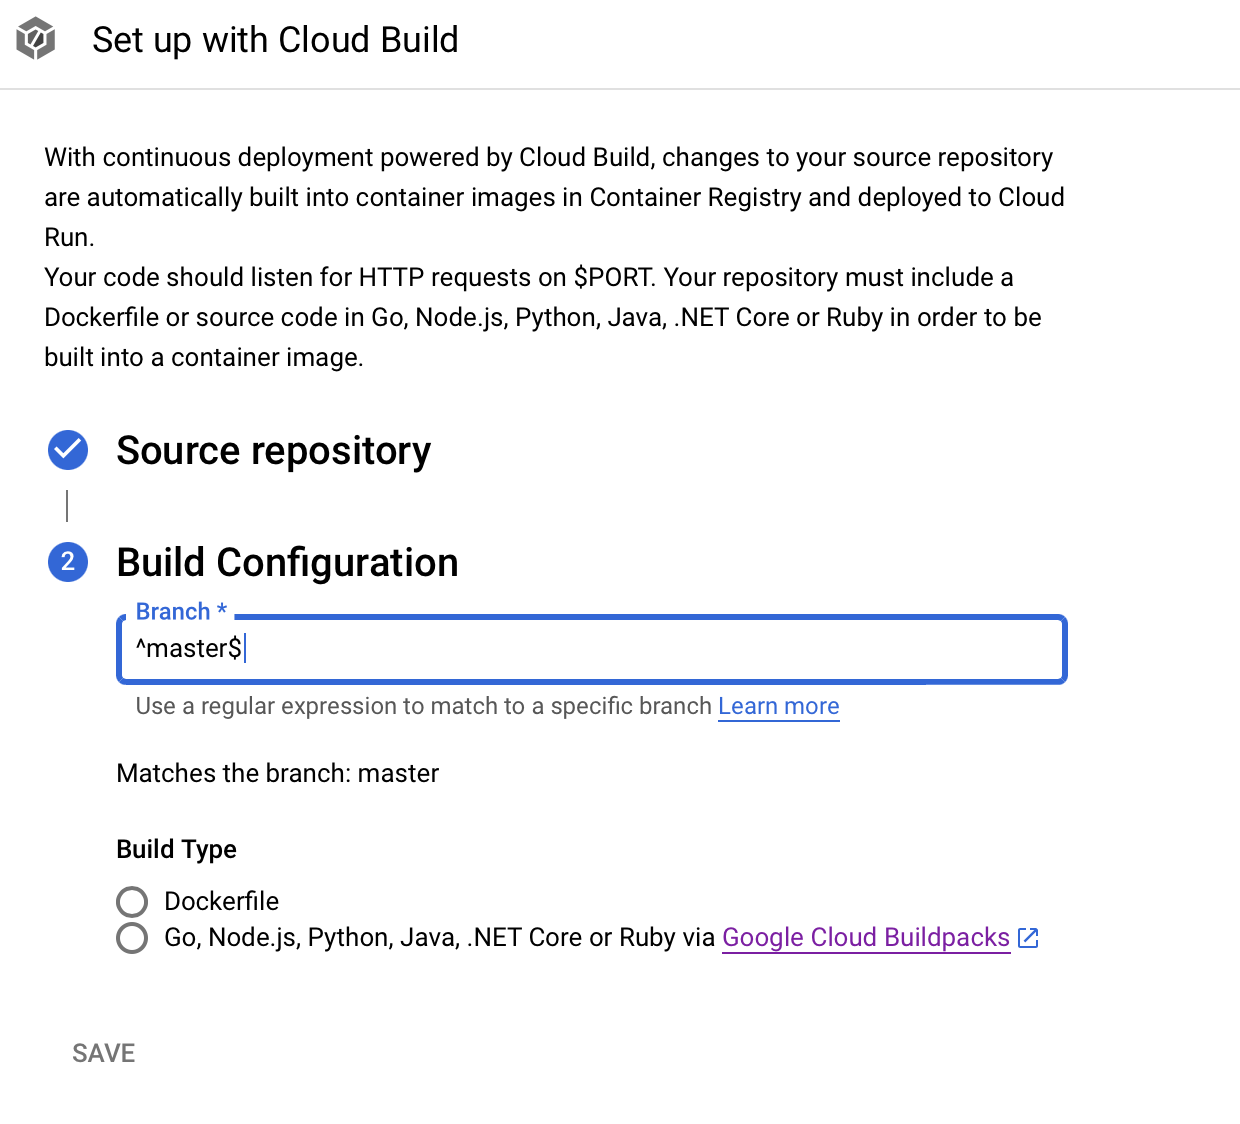 Set up with Cloud Build
With continuous deployment powered by Cloud Build, changes to your source repository
are automatically built into container images in Container Registry and deployed to Cloud
Run.
Your code should listen for HTTP requests on $PORT. Your repository must include a
Dockerfile or source code in Go, Node.js, Python, Java, .NET Core or Ruby in order to be
built into a container image.
Source repository
2 Build Configuration
Branch *
^master$
Use a regular expression to match to a specific branch Learn more
Matches the branch: master
Build Type
Dockerfile
Go, Node.js, Python, Java, .NET Core or Ruby via Google Cloud Buildpacks
SAVE